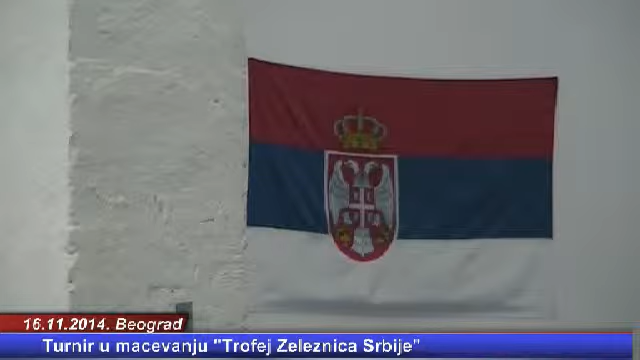 16.11.2014. Beograd
Turnir u macevanju "Trofej Zeleznica Srbije"